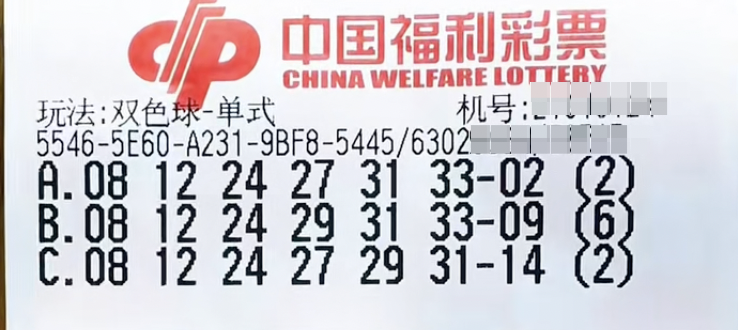 中国福利彩票
CHINA WELFARE LOTTERY
玩法:双色球-单式 机号:
5546-5E60-A231-9BF8-5445/6302
A.08 12 24 27 31 33-02 (2)
B.08 12 24 29 31 33-09 (6)
C.08 12 24 27 29 31-14 (2)